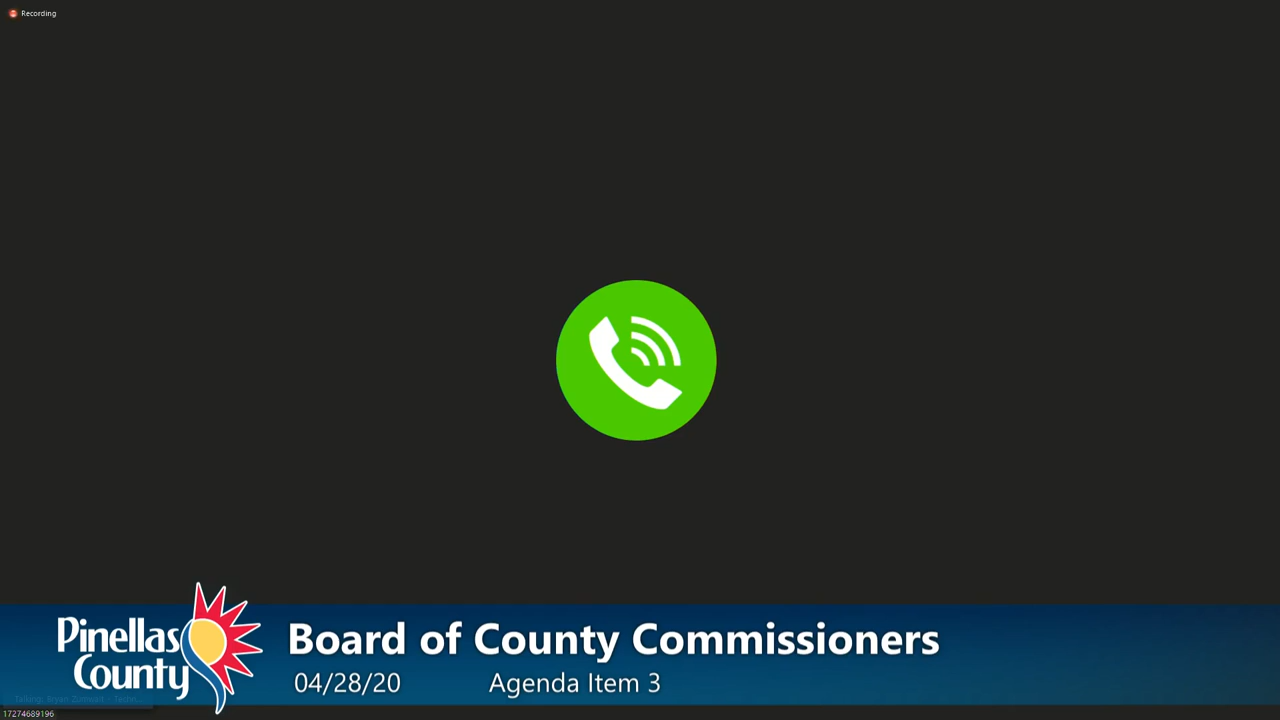 Recording
Pinellas
County
Board of County Commissioners
04/28/20 Agenda Item 3
17274689196